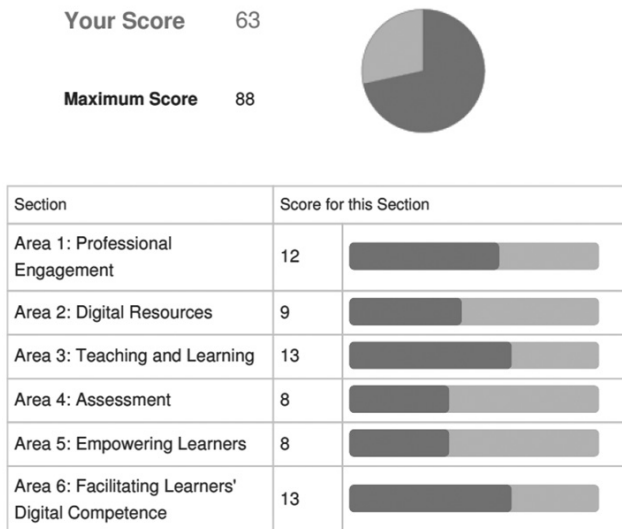 Your Score 63
Maximum Score 88
Section Score for this Section
Area 1: Professional
Engagement 12
Area 2: Digital Resources 9
Area 3: Teaching and Learning 13
Area 4: Assessment 8
Area 5: Empowering Learners 8
Area 6: Facilitating Learners'
Digital Competence 13